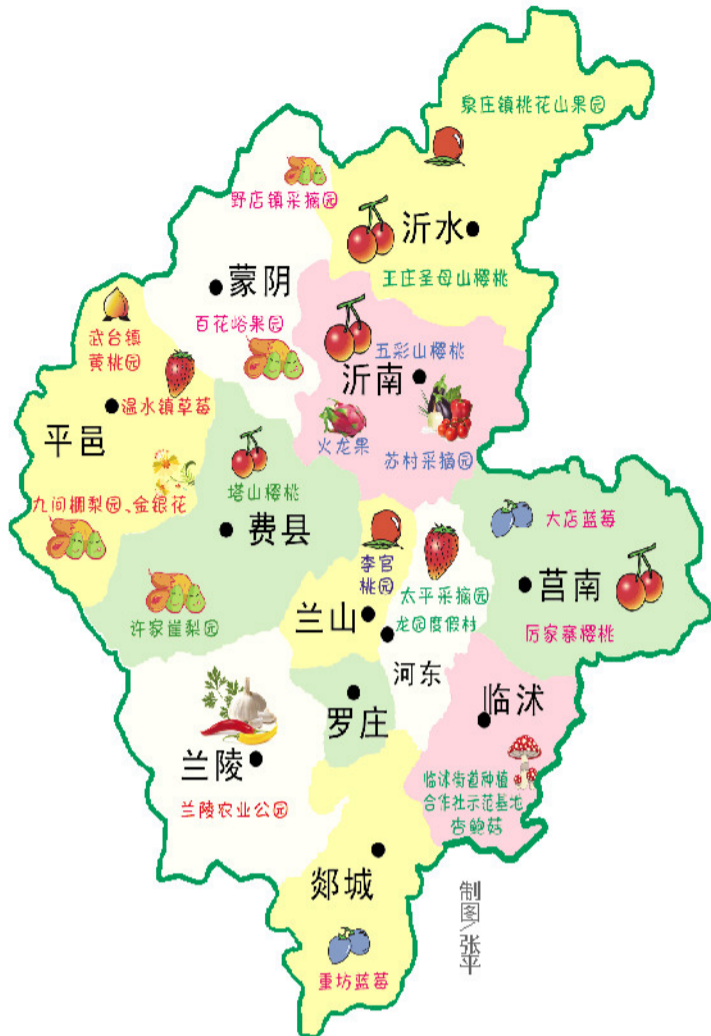 泉庄镇桃花山果园
野店镇采摘园
沂水
王庄圣母山樱桃
蒙阴
百花峪果园
武台镇
黄桃园
五彩山樱桃
沂南
温水镇草莓
平邑
火龙果
苏村采摘园
塔山樱桃
九间棚梨园、金银花
费县
大店蓝莓
李官
桃园
太平采摘园
莒南
许家崖梨园
兰山
龙园度假村
厉家寨樱桃
河东
临沭
罗庄
兰陵
兰陵农业公园
临沭街道种植
合作社示范基地
杏鲍菇
郯城
制图/张平
重坊蓝莓